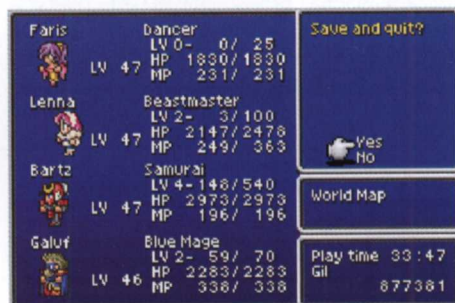 Faris Dancer
LV 0- 0/ 25
LV 47 HP 1830/1830
MP 231/ 231
Lenna Beastmaster
LV 2- 3/100
LV 47 HP 2147/2478
MP 249/ 363
Bartz Samurai
LV 4-148/540
LV 47 HP 2973/2973
MP 196/ 196
Galuf Blue Mage
LV 2- 59/ 70
LV 46 HP 2283/2283
MP 338/ 338
Save and quit?
Yes
No
World Map
Play time 33:47
Gil
877381